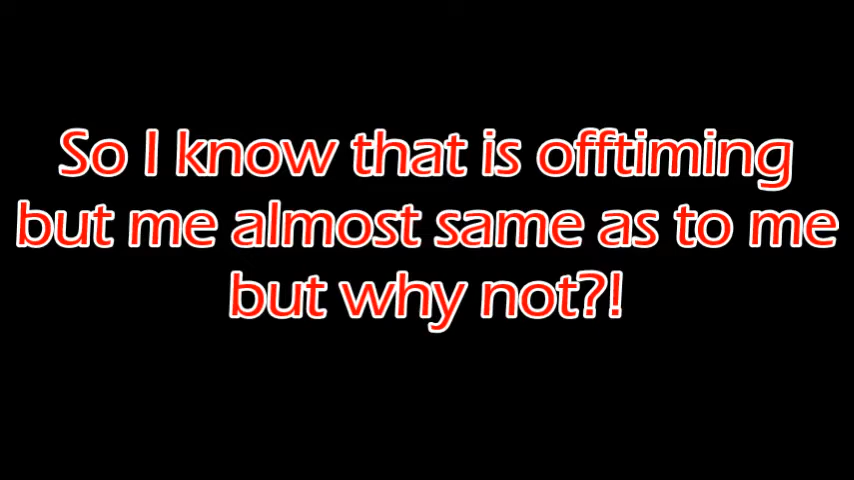 So I know that is offtiming
but me almost same as to me
but why not?!